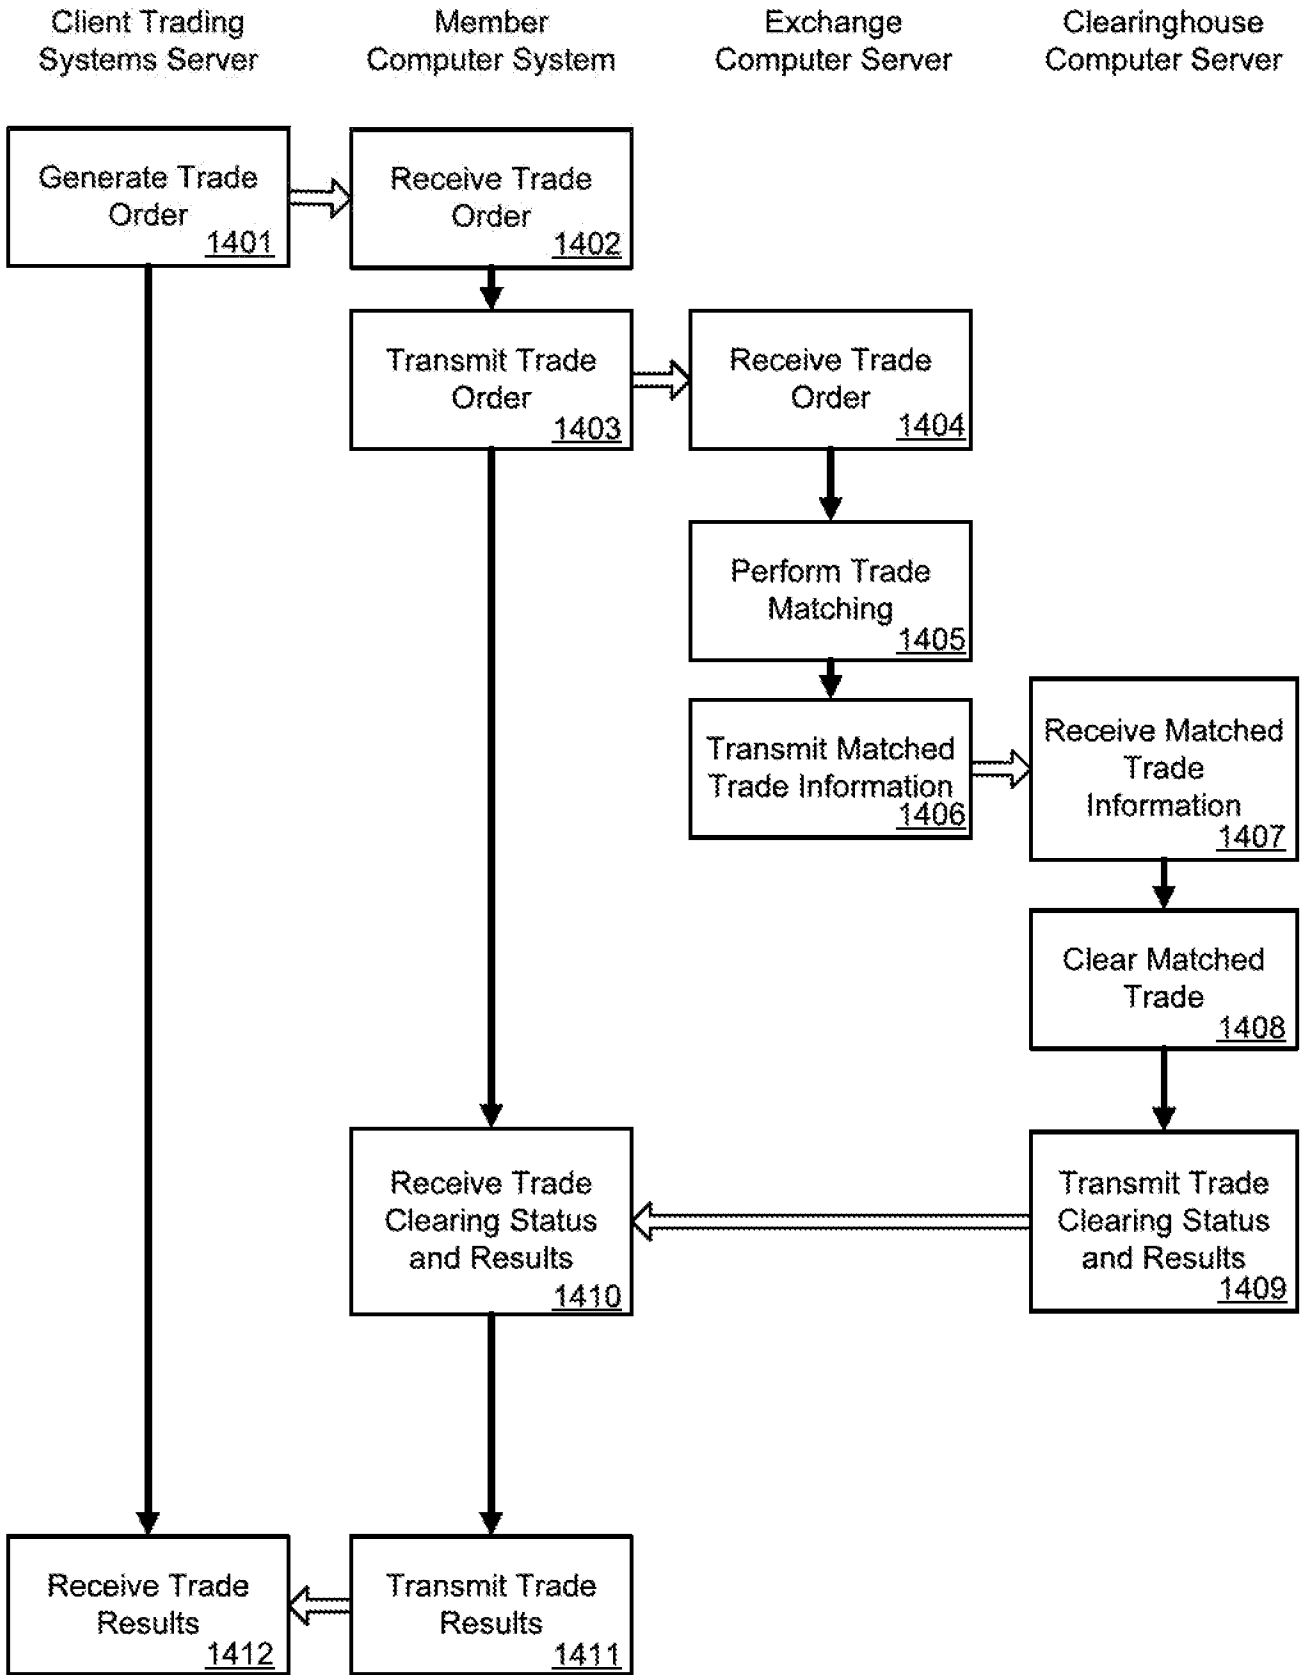 Client Trading
Systems Server
Member
Computer System
Exchange
Computer Server
Clearinghouse
Computer Server
Generate Trade
Order
1401
Receive Trade
Order
1402
Transmit Trade
Order
1403
Receive Trade
Order
1404
Perform Trade
Matching
1405
Transmit Matched
Trade Information
1406
Receive Matched
Trade
Information
1407
Clear Matched
Trade
1408
Transmit Trade
Clearing Status
and Results
1409
Receive Trade
Clearing Status
and Results
1410
Transmit Trade
Results
1411
Receive Trade
Results
1412